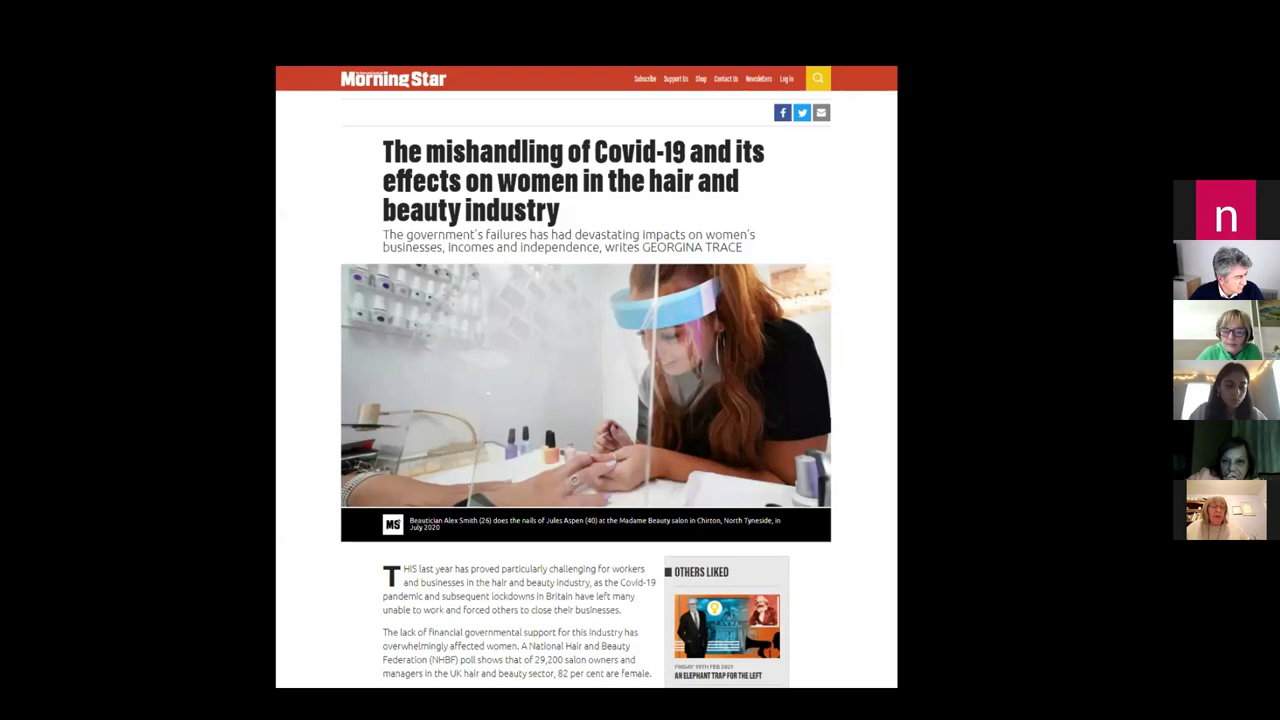 Morning Star
Subscribe Support Us Shop Contact Us Newsletters Log in
The mishandling of Covid-19 and its
effects on women in the hair and
beauty industry
The government's failures has had devastating impacts on women's
businesses, incomes and independence, writes GEORGINA TRACE
MS
Beautician Alex Smith (26) does the nails of Jules Aspen (40) at the Madame Beauty salon in Chirton, North Tyneside, in
July 2020
THIS last year has proved particularly challenging for workers
and businesses in the hair and beauty industry, as the Covid-19
pandemic and subsequent lockdowns in Britain have left many
unable to work and forced others to close their businesses.
The lack of financial governmental support for this industry has
overwhelmingly affected women. A National Hair and Beauty
Federation (NHBF) poll shows that of 29,200 salon owners and
managers in the UK hair and beauty sector, 82 per cent are female.
OTHERS LIKED
FRIDAY 19TH FEB 2021
AN ELEPHANT TRAP FOR THE LEFT
n